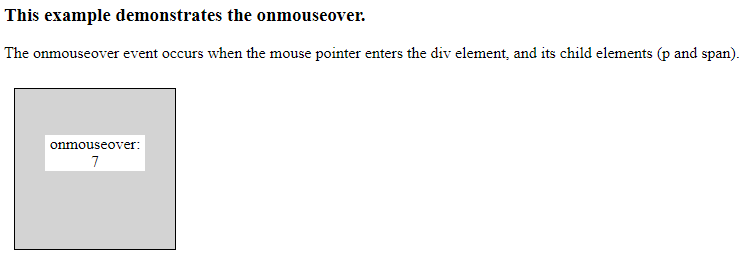 This example demonstrates the onmouseover.
The onmouseover event occurs when the mouse pointer enters the div element, and its child elements (p and span).
onmouseover:
7